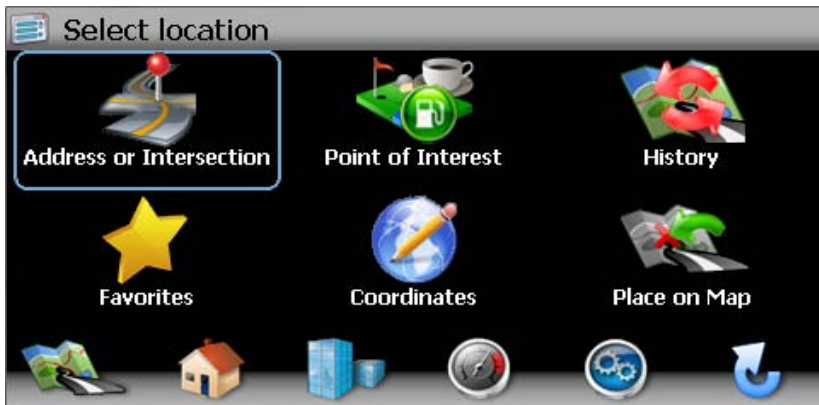 Select location
Address or Intersection
Point of Interest
History
Favorites
Coordinates
Place on Map